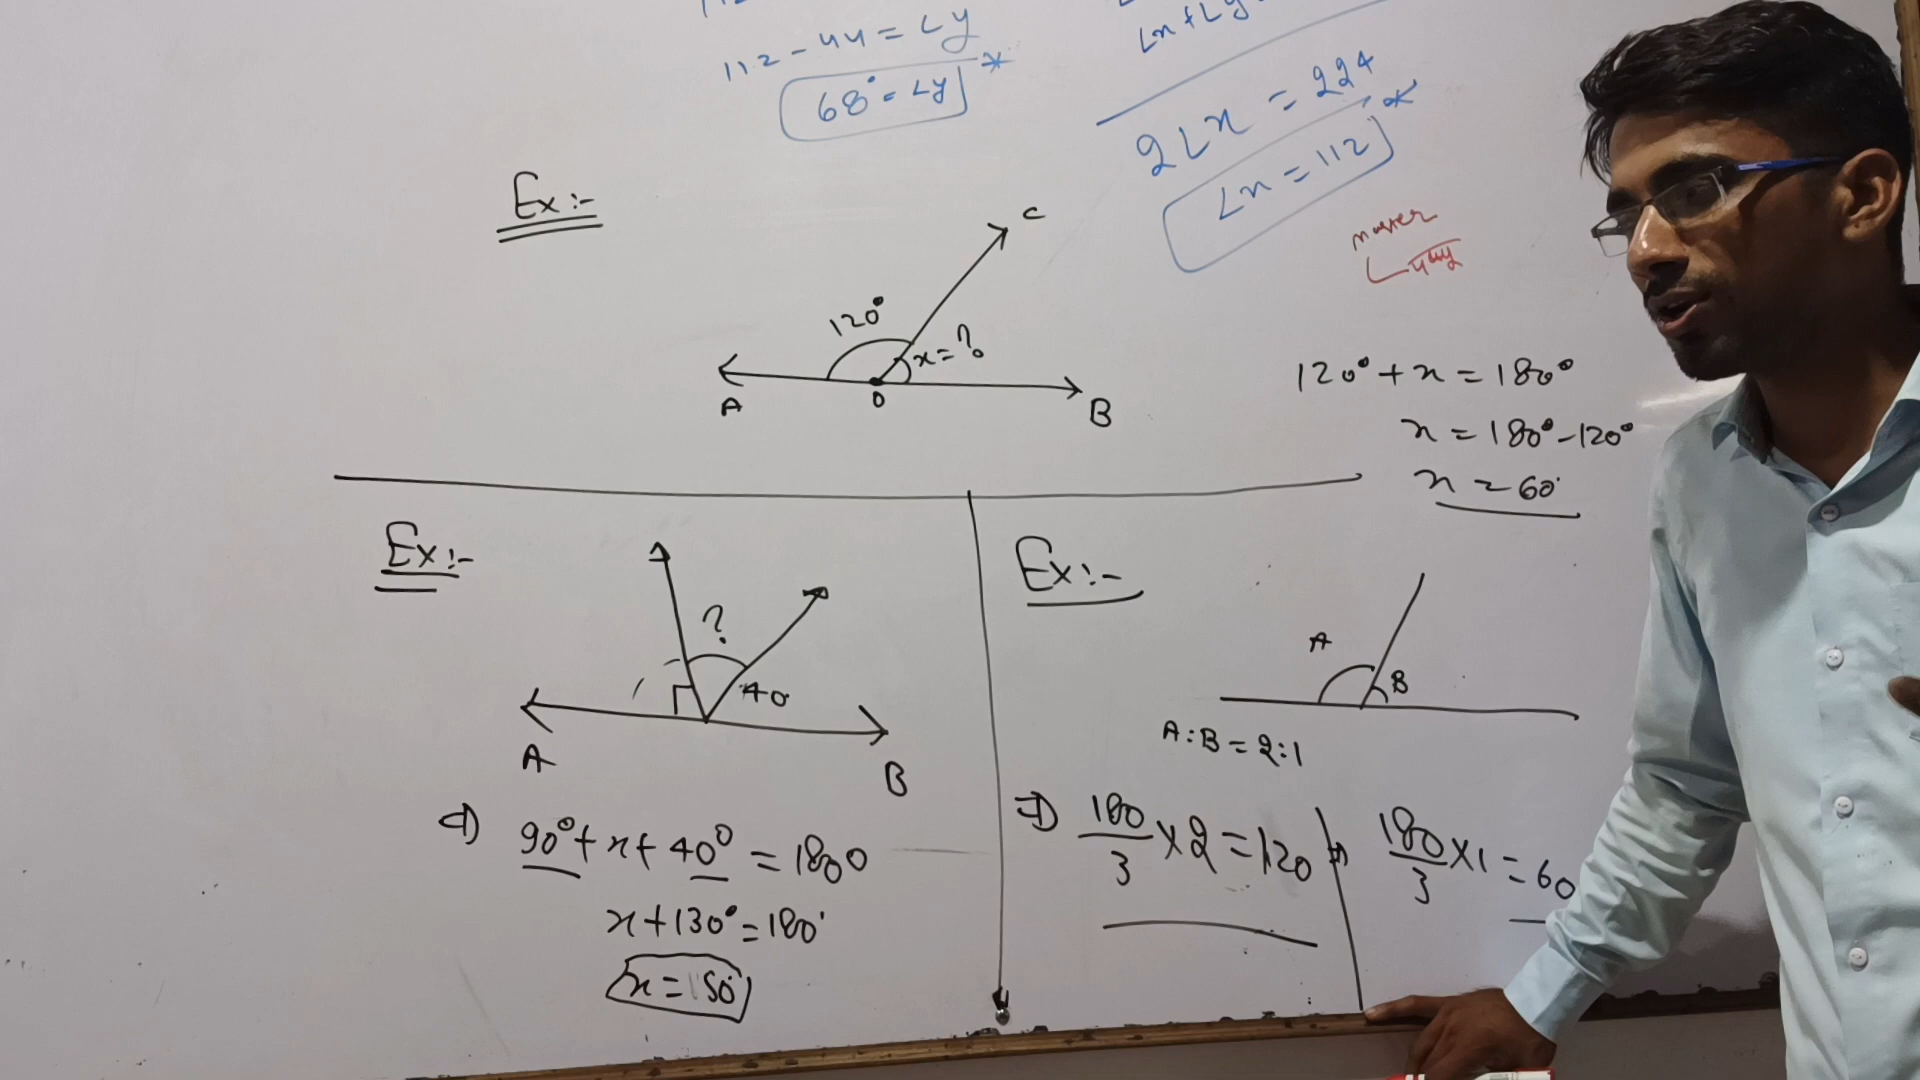 112 - 44 = ∠y
68° = ∠y
2∠x = 224
∠x = 112
Ex:-
C
120°
x = ?
A
O
B
120° + x = 180°
x = 180° - 120°
x = 60°
Ex:-
?
40
A
B
⇒ 90° + x + 40° = 180°
x + 130° = 180°
x = 50°
Ex:-
A
B
A:B = 2:1
⇒ 180/3 × 2 = 120
⇒ 180/3 × 1 = 60